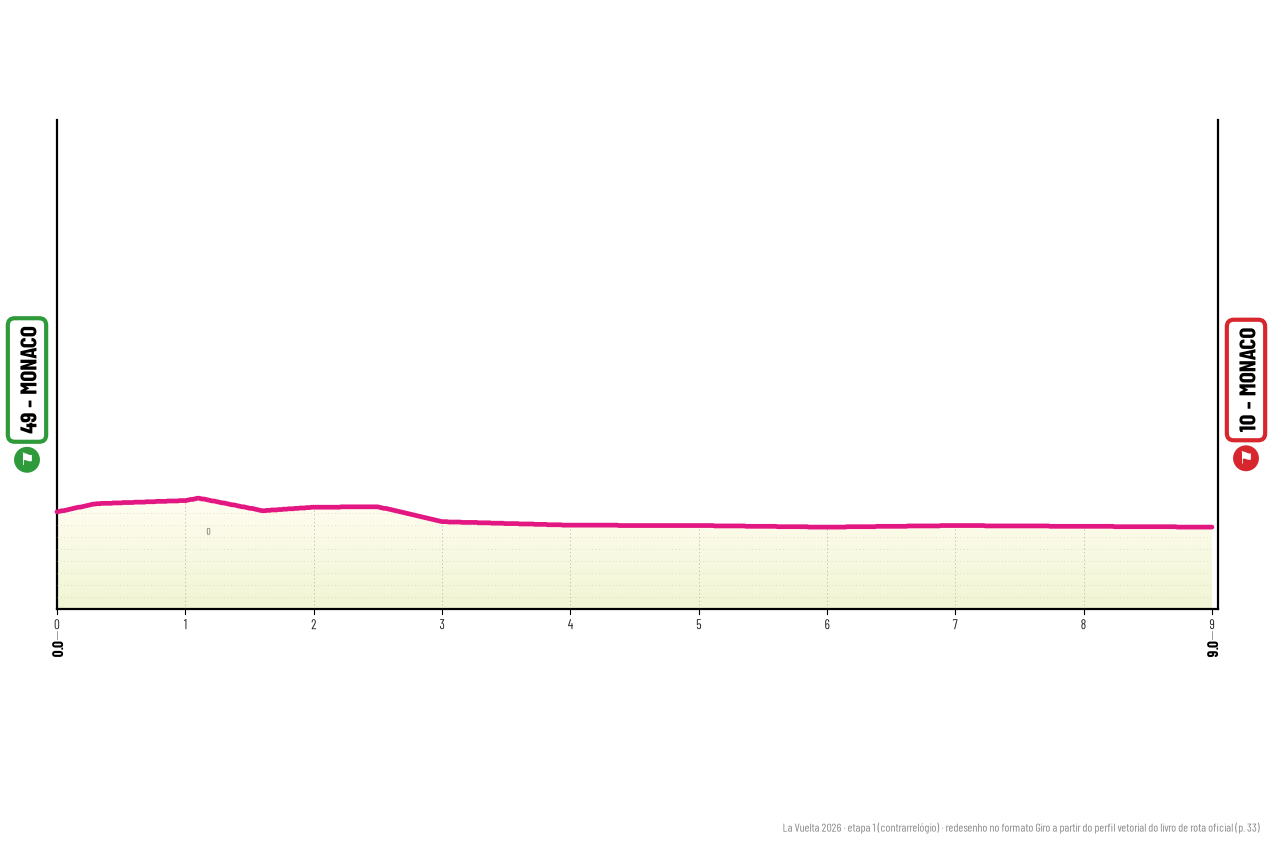 49 - MONACO
10 - MONACO
0
0 1 2 3 4 5 6 7 8 9
0.0
9.0
La Vuelta 2026 · etapa 1 (contrarrelógio) · redesenho no formato Giro a partir do perfil vetorial do livro de rota oficial (p. 33)